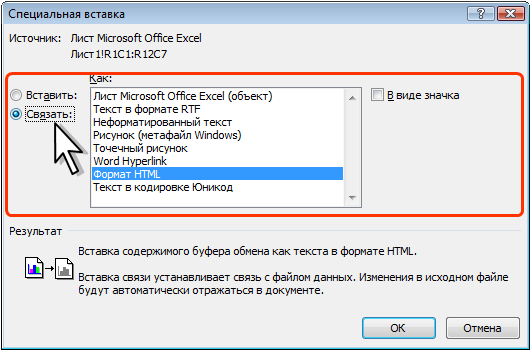 Специальная вставка
Источник: Лист Microsoft Office Excel
Лист1!R1C1:R12C7
Как:
Вставить:
Связать:
Лист Microsoft Office Excel (объект)
Текст в формате RTF
Неформатированный текст
Рисунок (метафайл Windows)
Точечный рисунок
Word Hyperlink
Формат HTML
Текст в кодировке Юникод
В виде значка
Результат
Вставка содержимого буфера обмена как текста в формате HTML.
Вставка связи устанавливает связь с файлом данных. Изменения в исходном файле
будут автоматически отражаться в документе.
ОК
Отмена